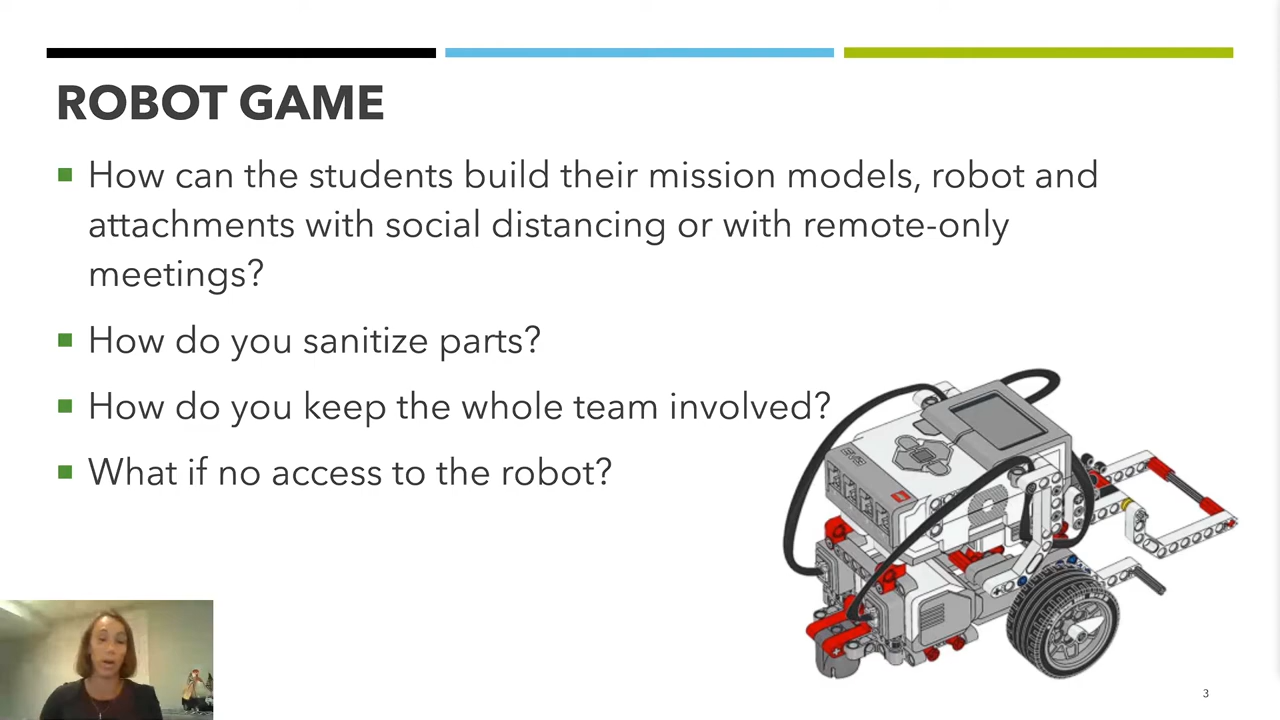 ROBOT GAME
How can the students build their mission models, robot and
attachments with social distancing or with remote-only
meetings?
How do you sanitize parts?
How do you keep the whole team involved?
What if no access to the robot?
EV3
3